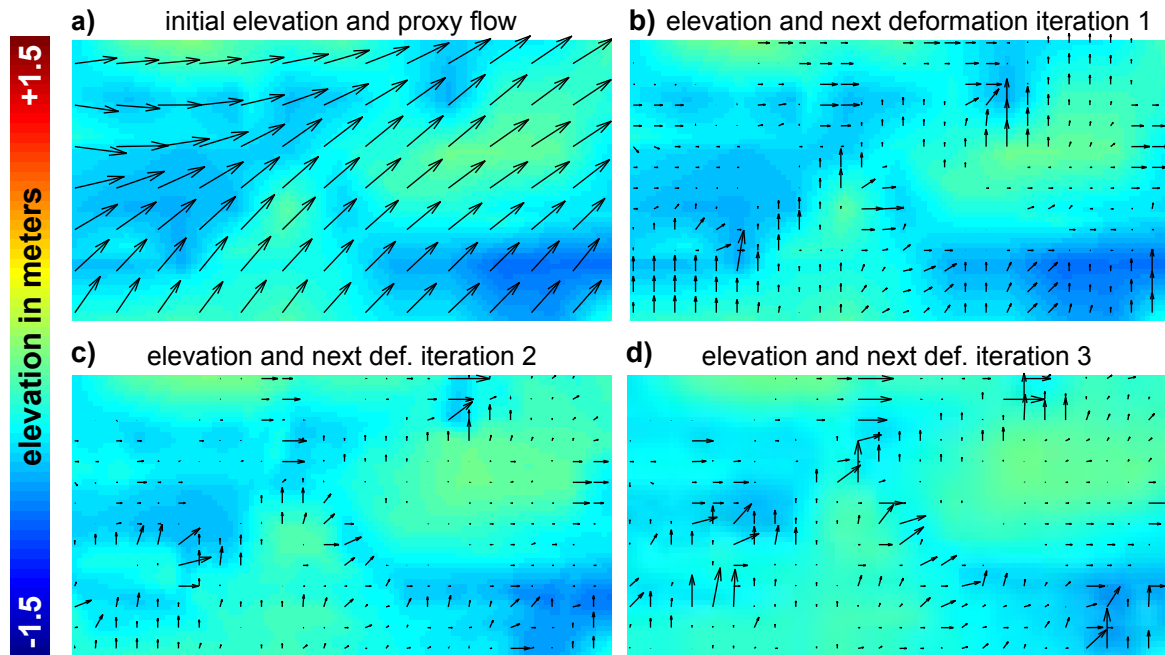 a) initial elevation and proxy flow
b) elevation and next deformation iteration 1
+1.5
elevation in meters
-1.5
c) elevation and next def. iteration 2
d) elevation and next def. iteration 3